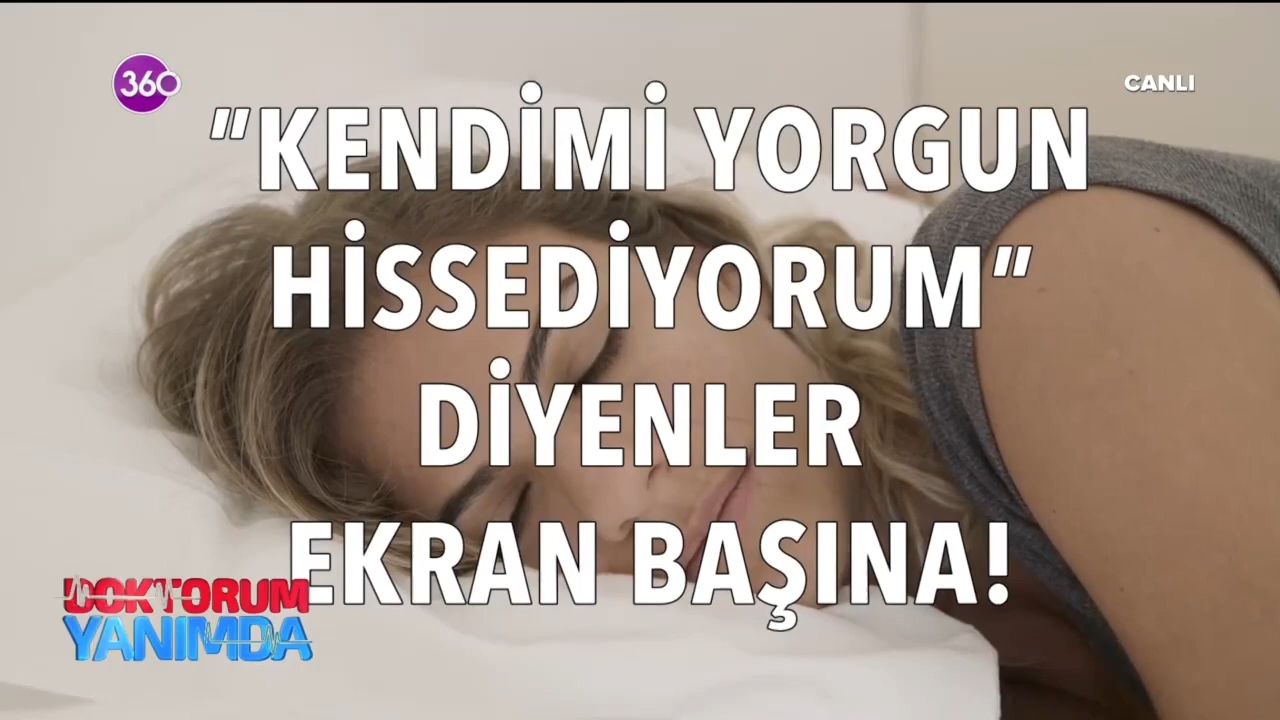 360
CANLI
"KENDİMİ YORGUN
HİSSEDİYORUM"
DİYENLER
EKRAN BAŞINA!
DOKTORUM
YANIMDA